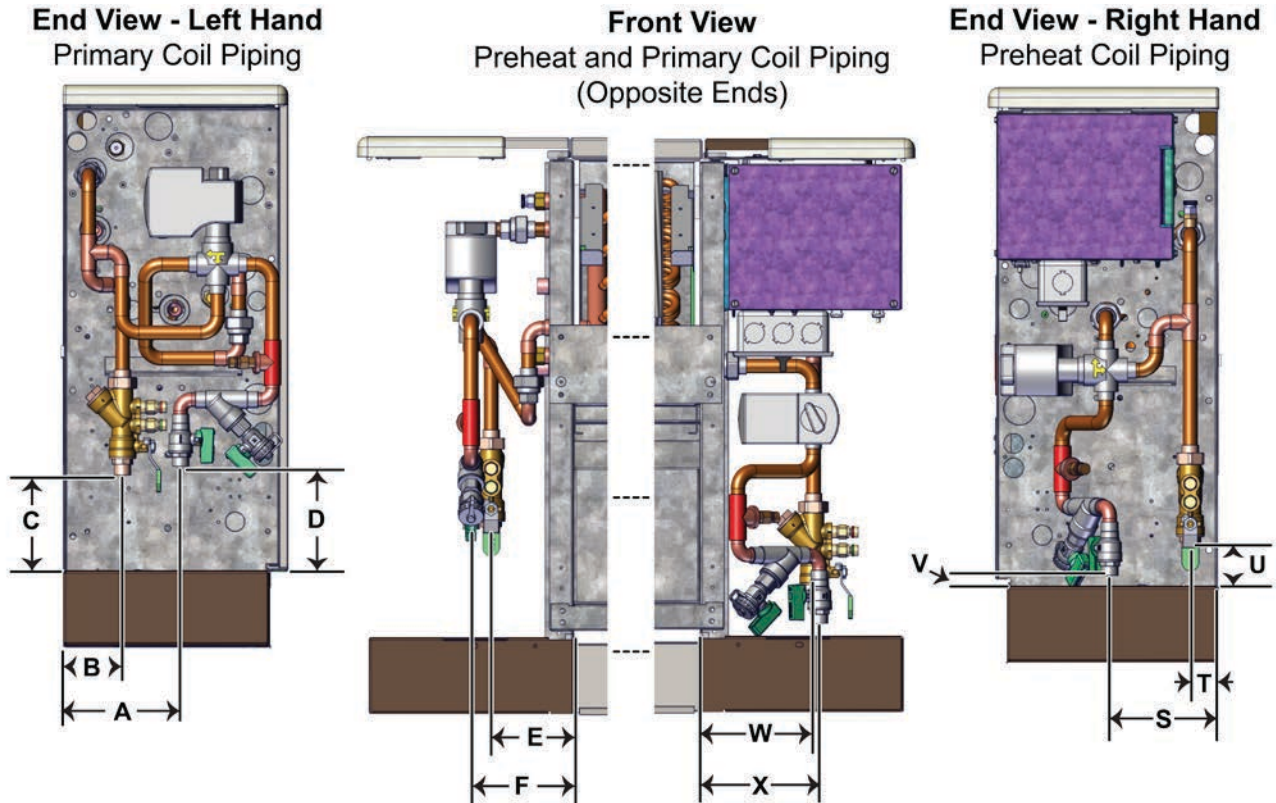 End View - Left Hand
Primary Coil Piping
Front View
Preheat and Primary Coil Piping
(Opposite Ends)
End View - Right Hand
Preheat Coil Piping
C
D
B
A
E
F
W
X
V
U
T
S